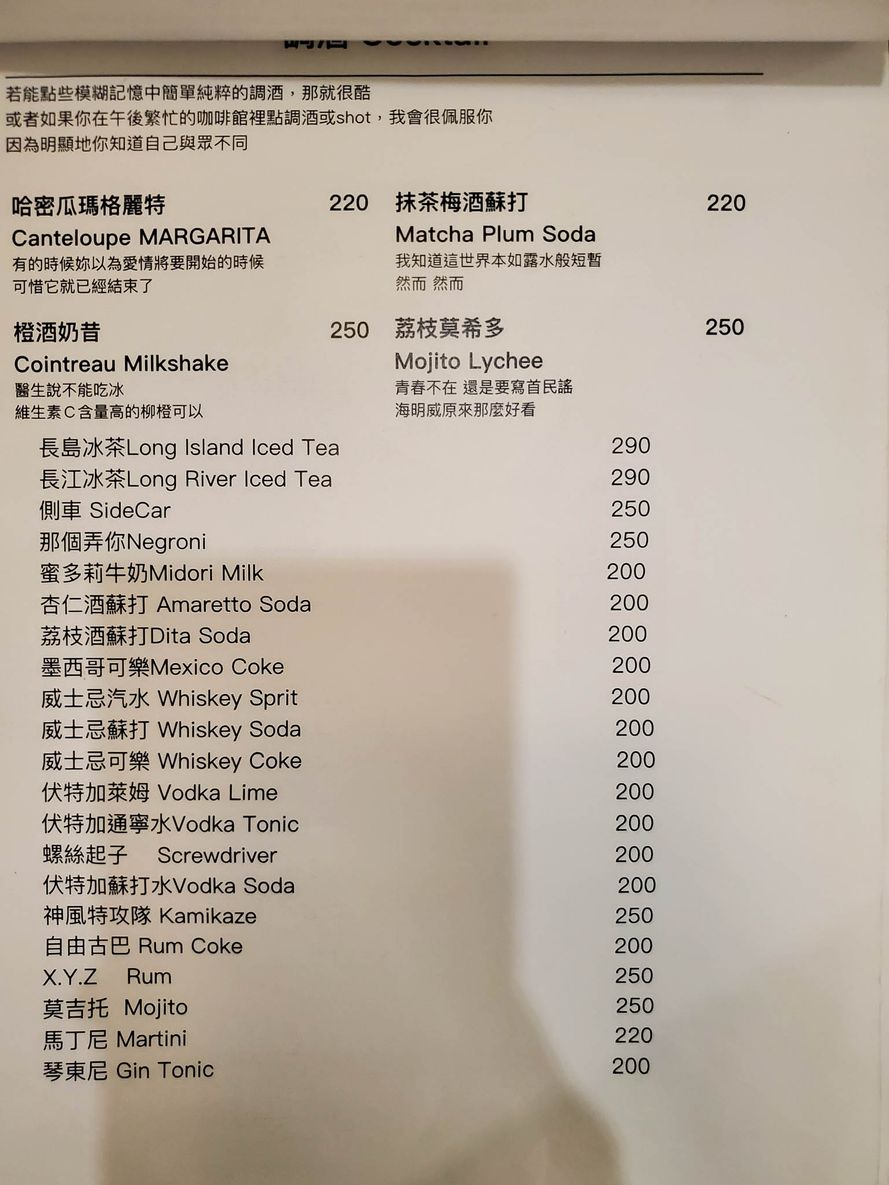 調酒 Cocktail
若能點些模糊記憶中簡單純粹的調酒，那就很酷
或者如果你在午後繁忙的咖啡館裡點調酒或shot，我會很佩服你
因為明顯地你知道自己與眾不同
哈密瓜瑪格麗特 220
Canteloupe MARGARITA
有的時候妳以為愛情將要開始的時候
可惜它就已經結束了
抹茶梅酒蘇打 220
Matcha Plum Soda
我知道這世界本如露水般短暫
然而 然而
橙酒奶昔 250
Cointreau Milkshake
醫生說不能吃冰
維生素C含量高的柳橙可以
荔枝莫希多 250
Mojito Lychee
青春不在 還是要寫首民謠
海明威原來那麼好看
長島冰茶Long Island Iced Tea 290
長江冰茶Long River Iced Tea 290
側車 SideCar 250
那個弄你Negroni 250
蜜多莉牛奶Midori Milk 200
杏仁酒蘇打 Amaretto Soda 200
荔枝酒蘇打Dita Soda 200
墨西哥可樂Mexico Coke 200
威士忌汽水 Whiskey Sprit 200
威士忌蘇打 Whiskey Soda 200
威士忌可樂 Whiskey Coke 200
伏特加萊姆 Vodka Lime 200
伏特加通寧水Vodka Tonic 200
螺絲起子 Screwdriver 200
伏特加蘇打水Vodka Soda 200
神風特攻隊 Kamikaze 250
自由古巴 Rum Coke 200
X.Y.Z Rum 250
莫吉托 Mojito 250
馬丁尼 Martini 220
琴東尼 Gin Tonic 200